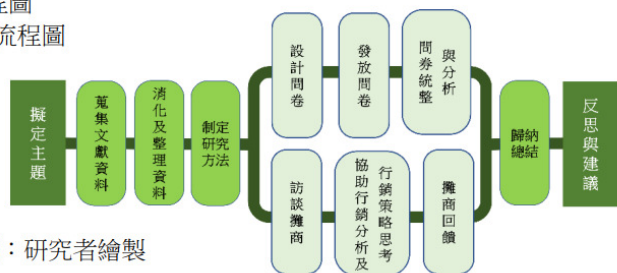 程圖
流程圖
擬定主題
蒐集文獻資料
消化及整理資料
制定
研究
方法
設計問卷
發放問卷
問券統整
與分析
訪談攤商
協助行銷分析及
行銷策略思考
攤商回饋
歸納
總結
反思與建議
：研究者繪製